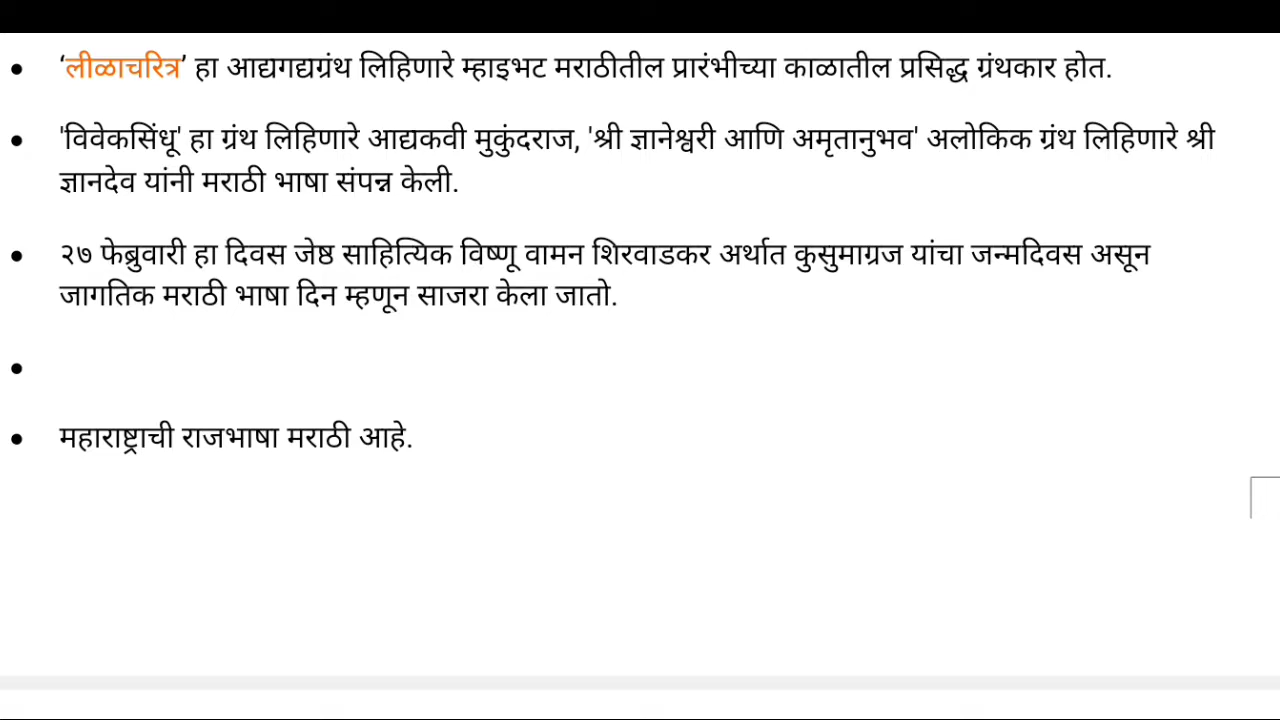 • ‘लीळाचरित्र’ हा आद्यगद्यग्रंथ लिहिणारे म्हाइभट मराठीतील प्रारंभीच्या काळातील प्रसिद्ध ग्रंथकार होत.
• 'विवेकसिंधू' हा ग्रंथ लिहिणारे आद्यकवी मुकुंदराज, 'श्री ज्ञानेश्वरी आणि अमृतानुभव' अलोकिक ग्रंथ लिहिणारे श्री
ज्ञानदेव यांनी मराठी भाषा संपन्न केली.
• २७ फेब्रुवारी हा दिवस जेष्ठ साहित्यिक विष्णू वामन शिरवाडकर अर्थात कुसुमाग्रज यांचा जन्मदिवस असून
जागतिक मराठी भाषा दिन म्हणून साजरा केला जातो.
•
• महाराष्ट्राची राजभाषा मराठी आहे.